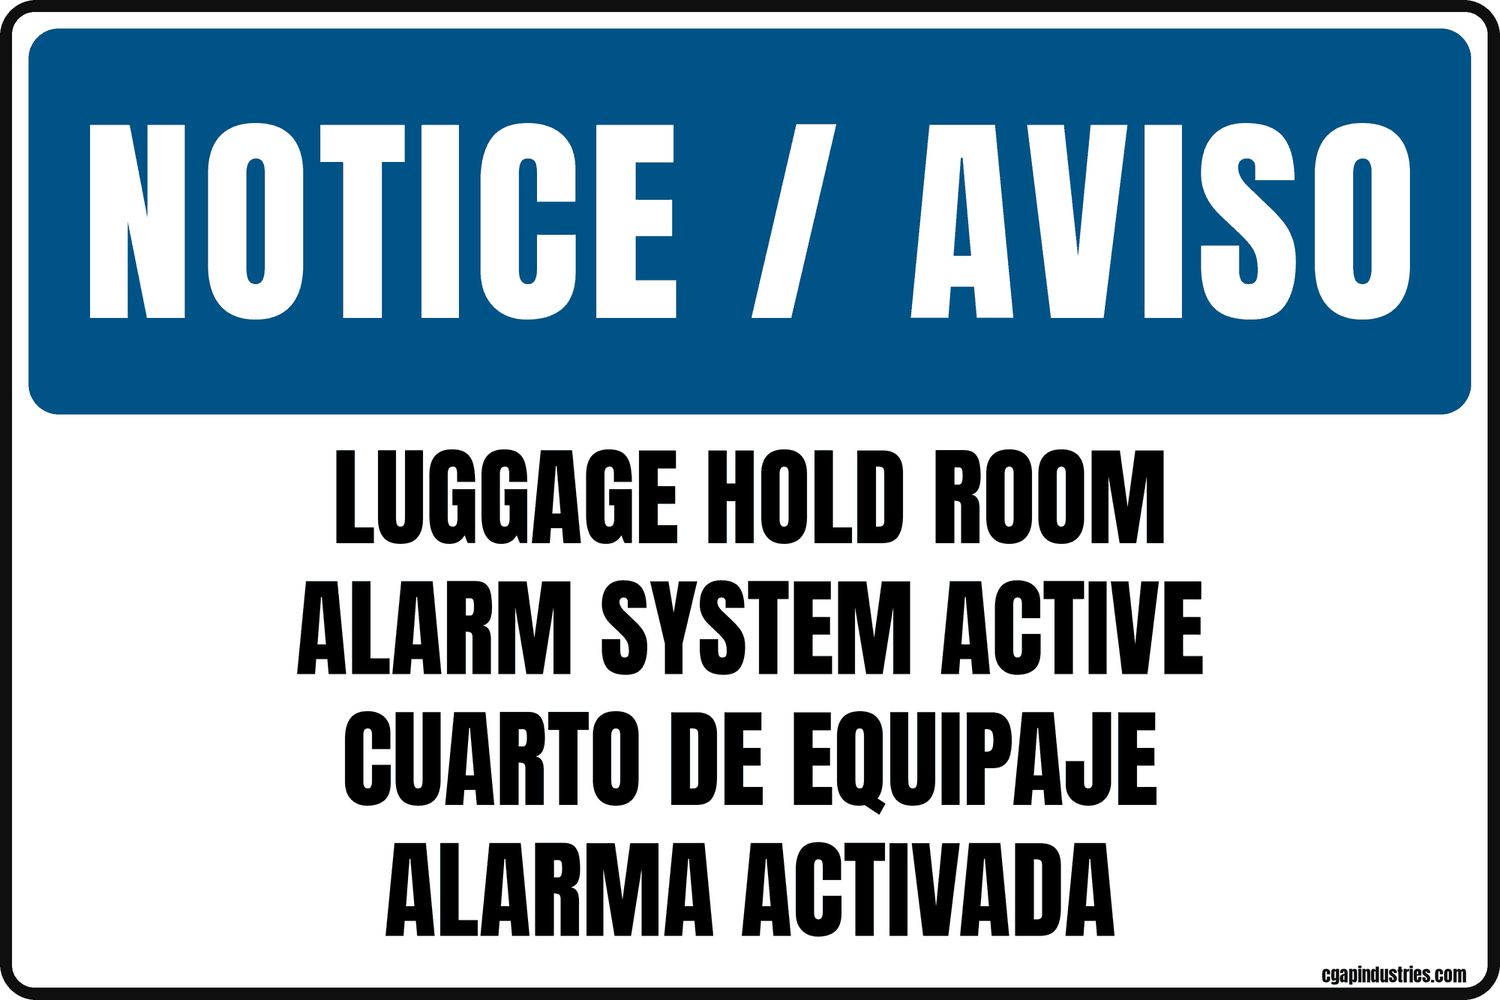 NOTICE / AVISO
LUGGAGE HOLD ROOM
ALARM SYSTEM ACTIVE
CUARTO DE EQUIPAJE
ALARMA ACTIVADA
cgapindustries.com